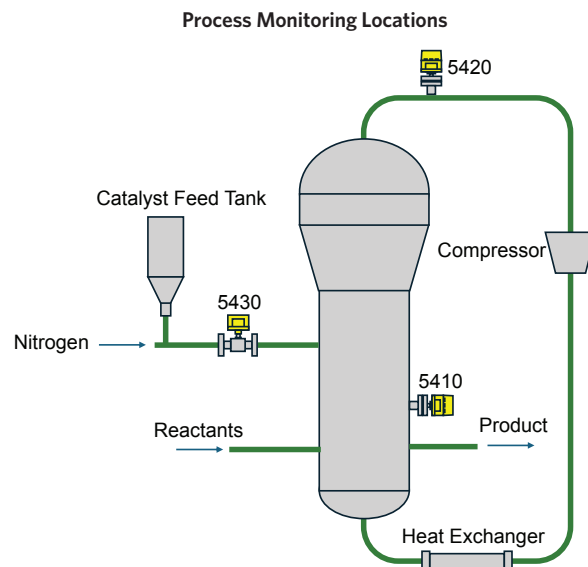 Process Monitoring Locations
5420
Catalyst Feed Tank
Compressor
5430
Nitrogen
5410
Reactants
Product
Heat Exchanger